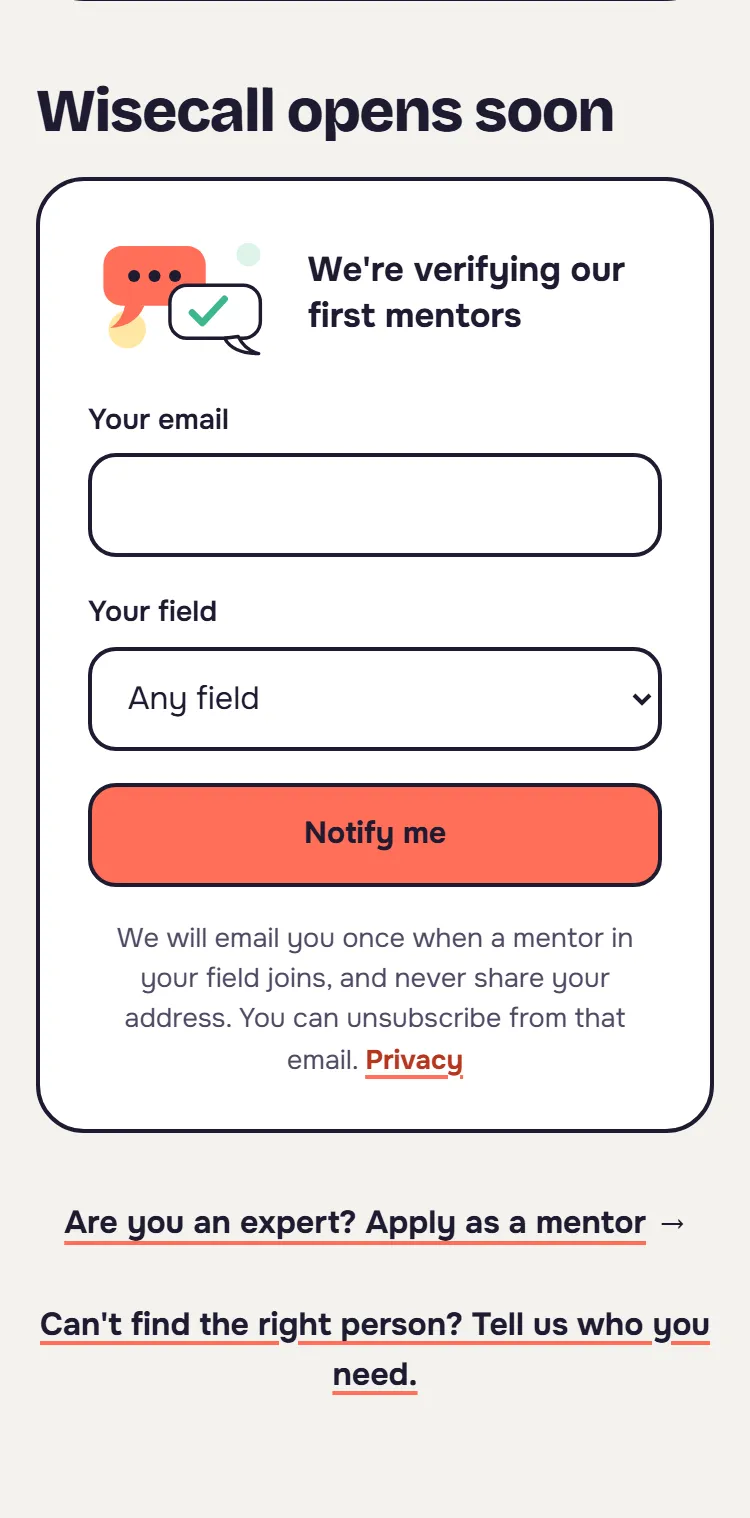 Wisecall opens soon
We're verifying our
first mentors
Your email
Your field
Any field
Notify me
We will email you once when a mentor in
your field joins, and never share your
address. You can unsubscribe from that
email. Privacy
Are you an expert? Apply as a mentor →
Can't find the right person? Tell us who you
need.